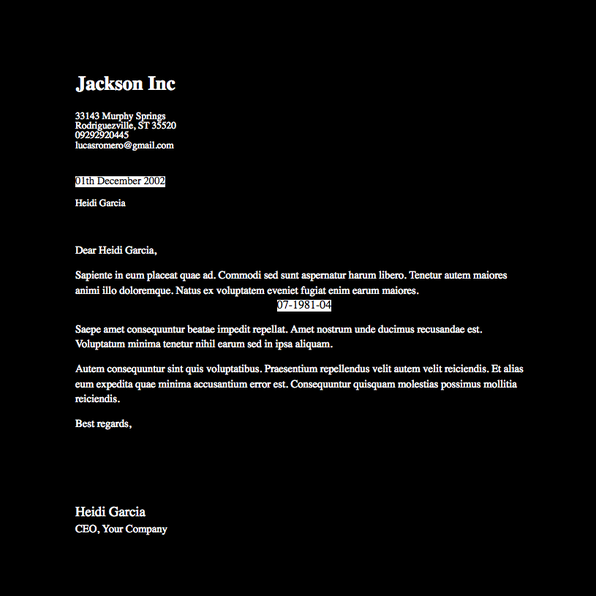 Jackson Inc
33143 Murphy Springs
Rodriguezville, ST 35520
09292920445
lucasromero@gmail.com
01th December 2002
Heidi Garcia
Dear Heidi Garcia,
Sapiente in eum placeat quae ad. Commodi sed sunt aspernatur harum libero. Tenetur autem maiores
animi illo doloremque. Natus ex voluptatem eveniet fugiat enim earum maiores.
07-1981-04
Saepe amet consequuntur beatae impedit repellat. Amet nostrum unde ducimus recusandae est.
Voluptatum minima tenetur nihil earum sed in ipsa aliquam.
Autem consequuntur sint quis voluptatibus. Praesentium repellendus velit autem velit reiciendis. Et alias
eum expedita quae minima accusantium error est. Consequuntur quisquam molestias possimus mollitia
reiciendis.
Best regards,
Heidi Garcia
CEO, Your Company